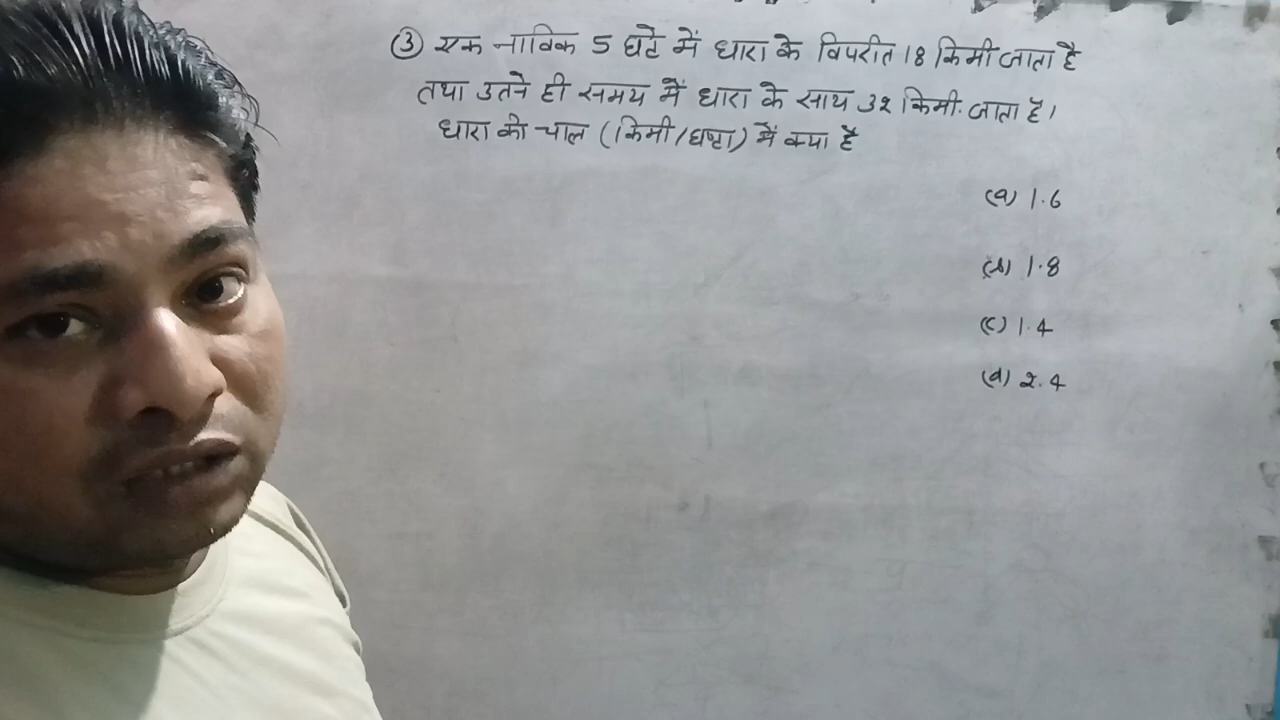 ③ एक नाविक 5 घंटे में धारा के विपरीत 18 किमी जाता है
तथा उतने ही समय में धारा के साथ 32 किमी. जाता है।
धारा की चाल (किमी/घण्टा) में क्या है
(a) 1.6
(b) 1.8
(c) 1.4
(d) 2.4